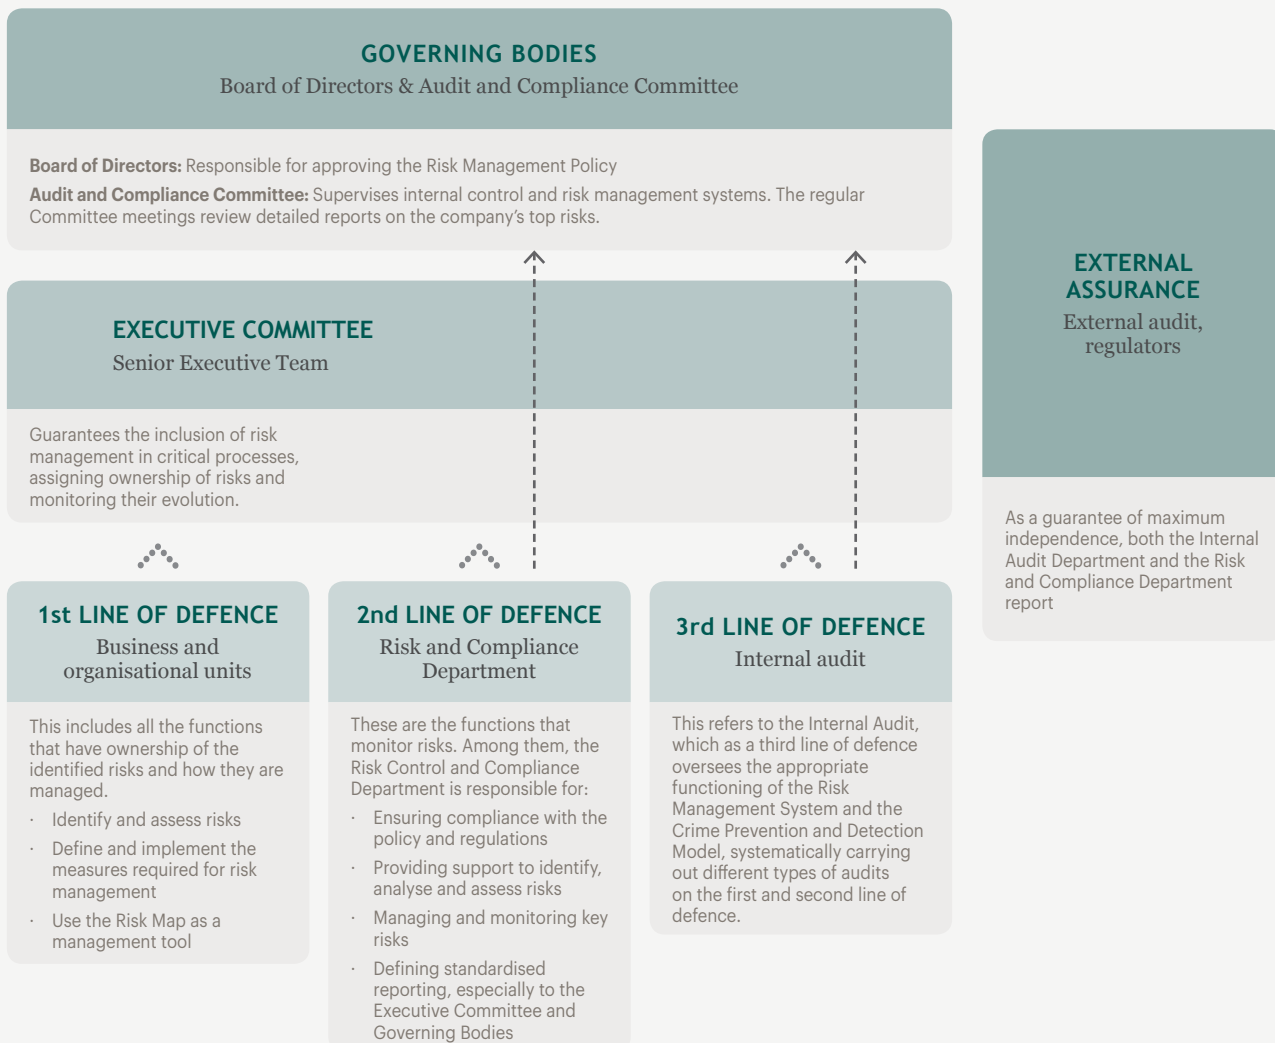 GOVERNING BODIES
Board of Directors & Audit and Compliance Committee
Board of Directors: Responsible for approving the Risk Management Policy
Audit and Compliance Committee: Supervises internal control and risk management systems. The regular
Committee meetings review detailed reports on the company’s top risks.
EXECUTIVE COMMITTEE
Senior Executive Team
Guarantees the inclusion of risk
management in critical processes,
assigning ownership of risks and
monitoring their evolution.
1st LINE OF DEFENCE
Business and
organisational units
This includes all the functions
that have ownership of the
identified risks and how they are
managed.
· Identify and assess risks
· Define and implement the
measures required for risk
management
· Use the Risk Map as a
management tool
2nd LINE OF DEFENCE
Risk and Compliance
Department
These are the functions that
monitor risks. Among them, the
Risk Control and Compliance
Department is responsible for:
· Ensuring compliance with the
policy and regulations
· Providing support to identify,
analyse and assess risks
· Managing and monitoring key
risks
· Defining standardised
reporting, especially to the
Executive Committee and
Governing Bodies
3rd LINE OF DEFENCE
Internal audit
This refers to the Internal Audit,
which as a third line of defence
oversees the appropriate
functioning of the Risk
Management System and the
Crime Prevention and Detection
Model, systematically carrying
out different types of audits
on the first and second line of
defence.
EXTERNAL
ASSURANCE
External audit,
regulators
As a guarantee of maximum
independence, both the Internal
Audit Department and the Risk
and Compliance Department
report